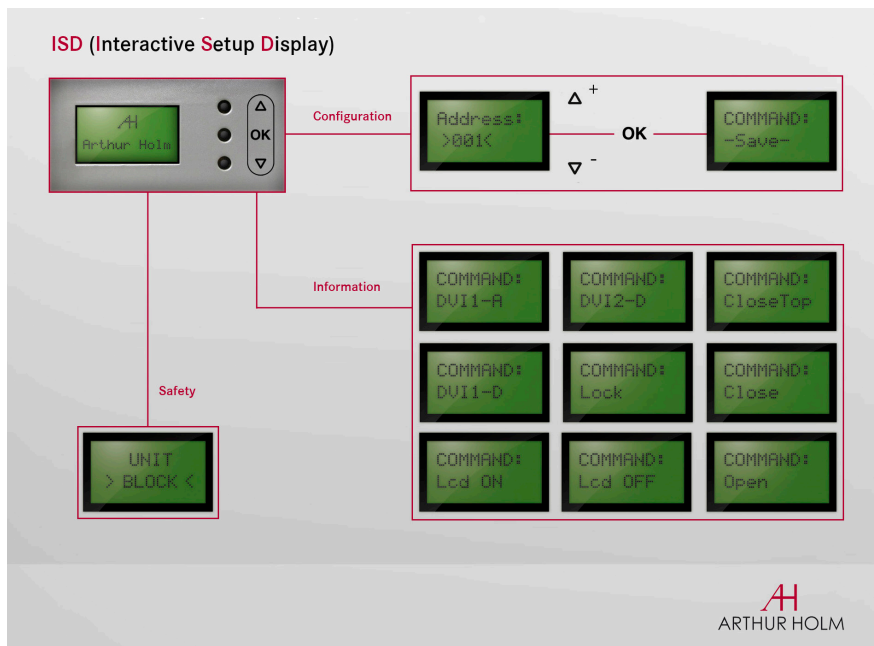 ISD (Interactive Setup Display)
AH
Arthur Holm
OK
Configuration
Address:
>001<
+
OK
-
COMMAND:
-Save-
Information
COMMAND:
DVI1-A
COMMAND:
DVI2-D
COMMAND:
CloseTop
COMMAND:
DVI1-D
COMMAND:
Lock
COMMAND:
Close
COMMAND:
Lcd ON
COMMAND:
Lcd OFF
COMMAND:
Open
Safety
UNIT
> BLOCK <
AH
ARTHUR HOLM